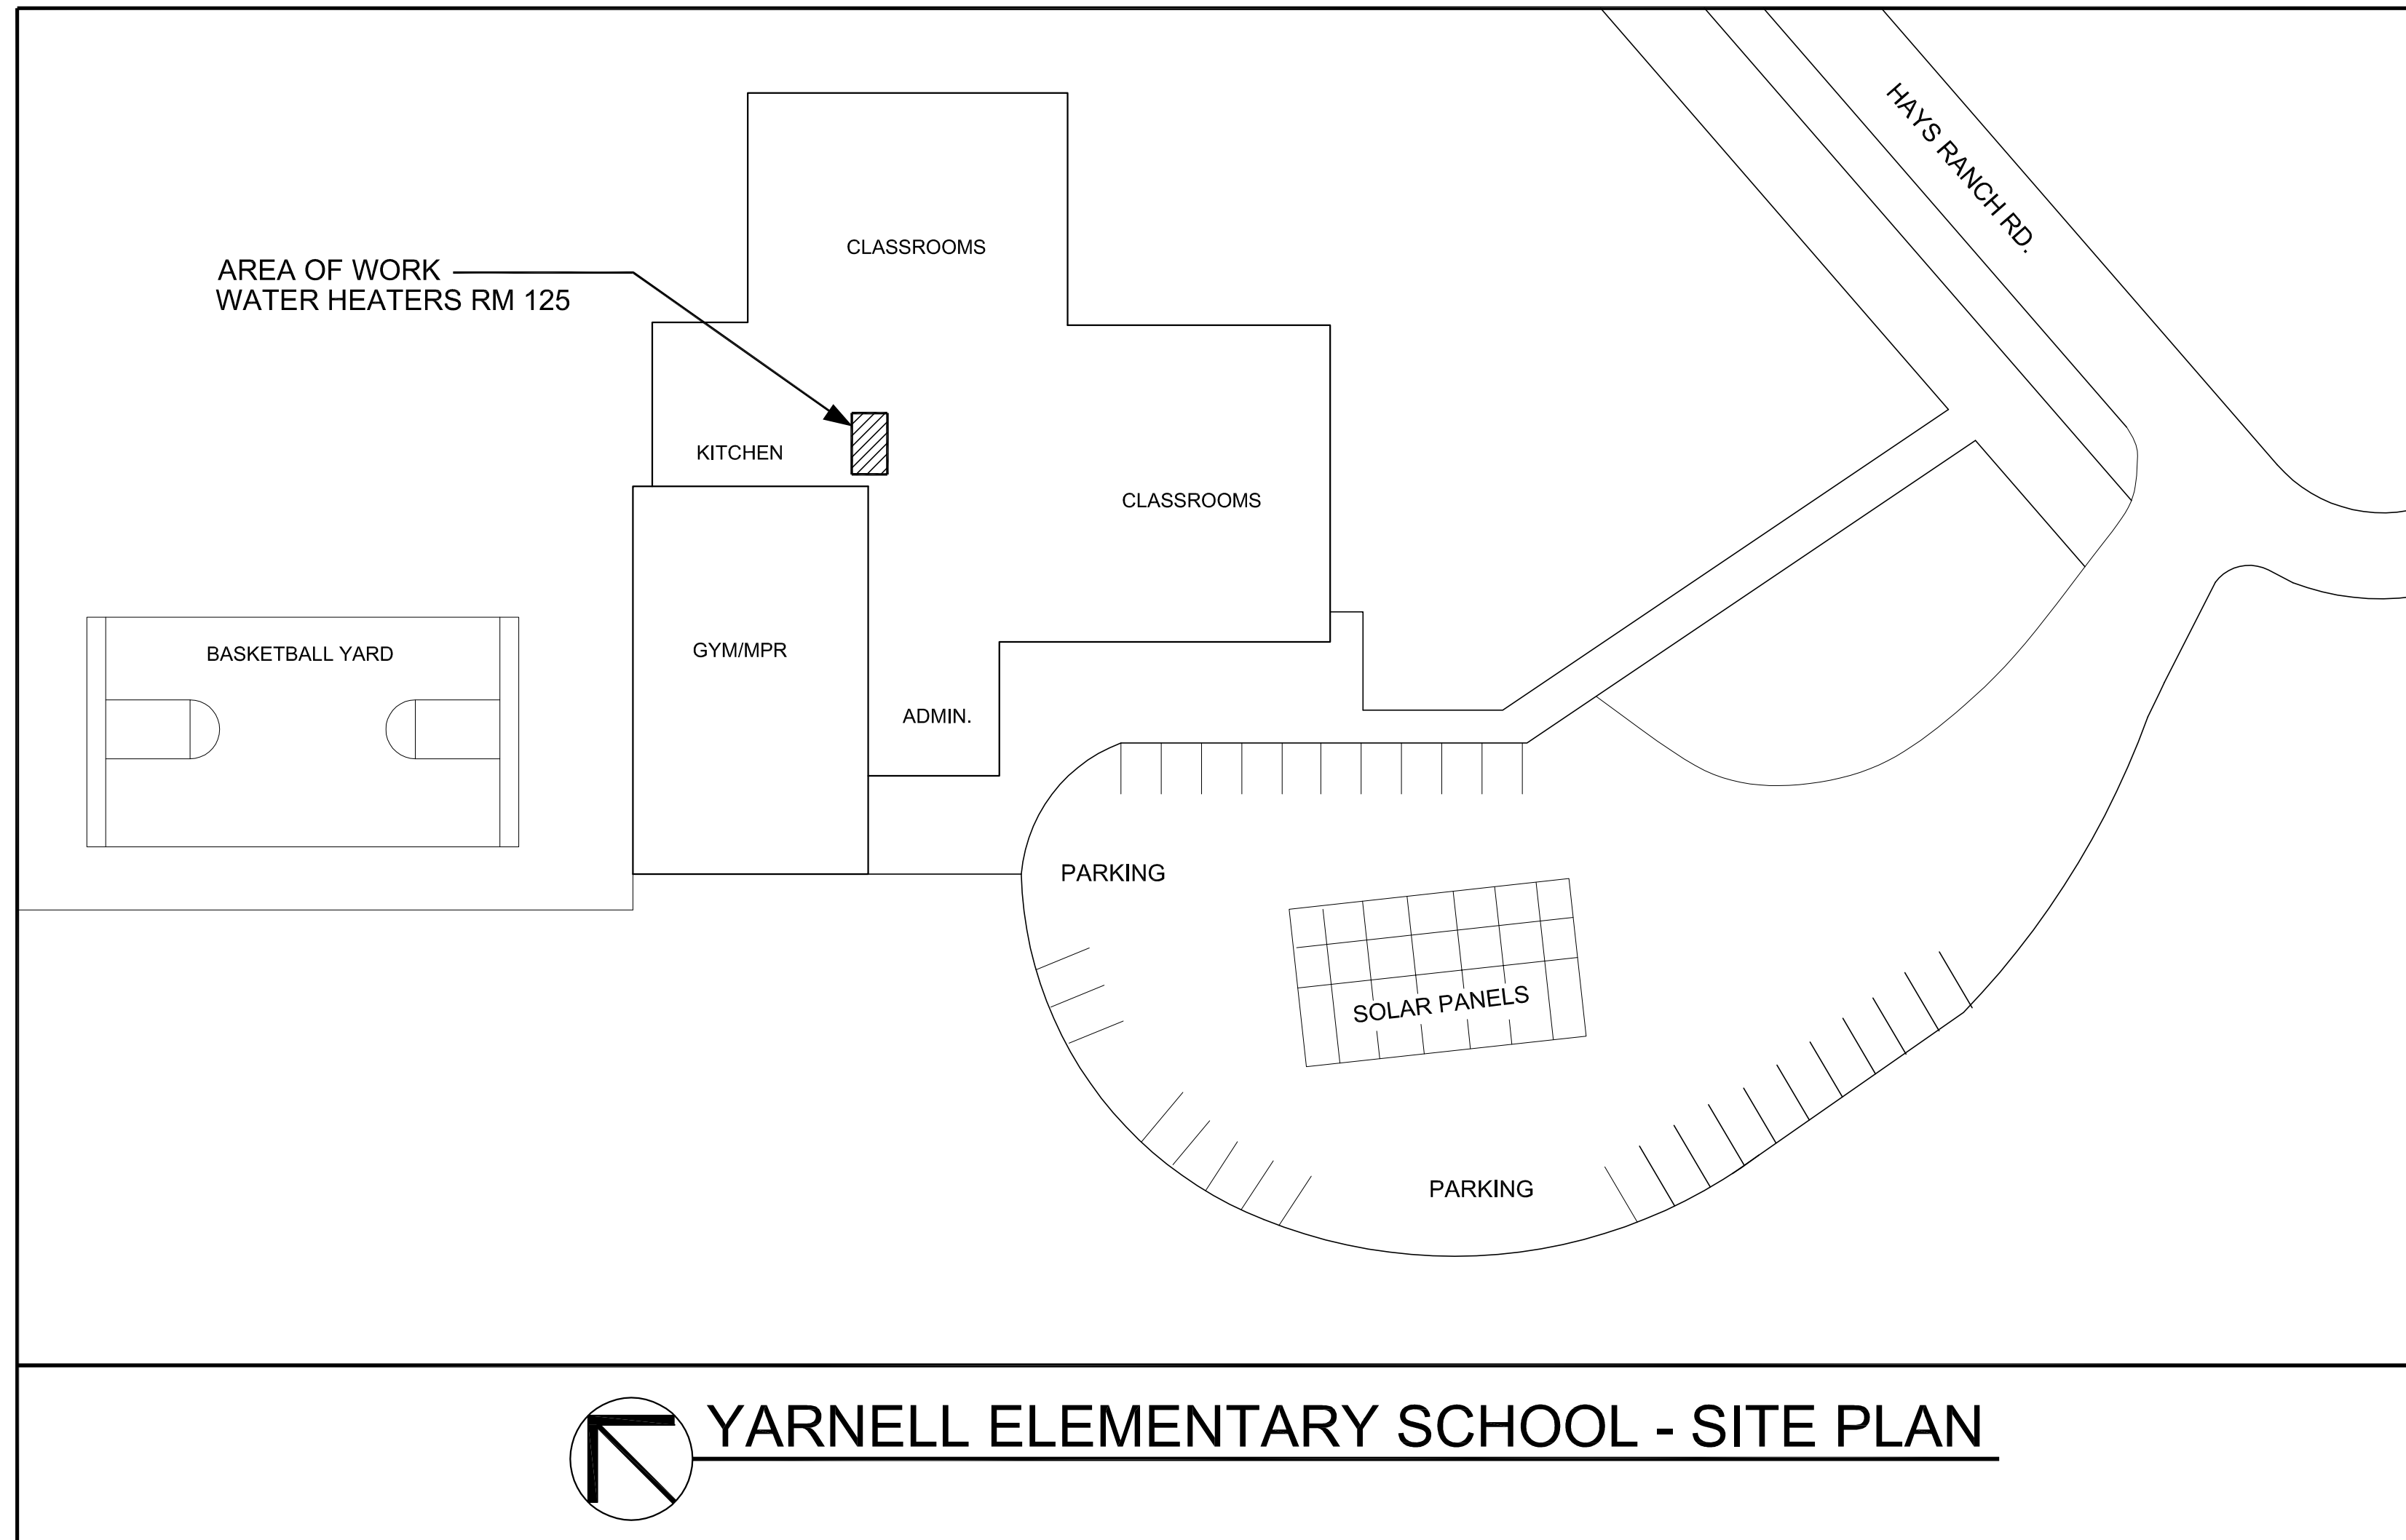 HAYS RANCH RD.
CLASSROOMS
AREA OF WORK
WATER HEATERS RM 125
KITCHEN
CLASSROOMS
BASKETBALL YARD
GYM/MPR
ADMIN.
PARKING
SOLAR PANELS
PARKING
YARNELL ELEMENTARY SCHOOL - SITE PLAN